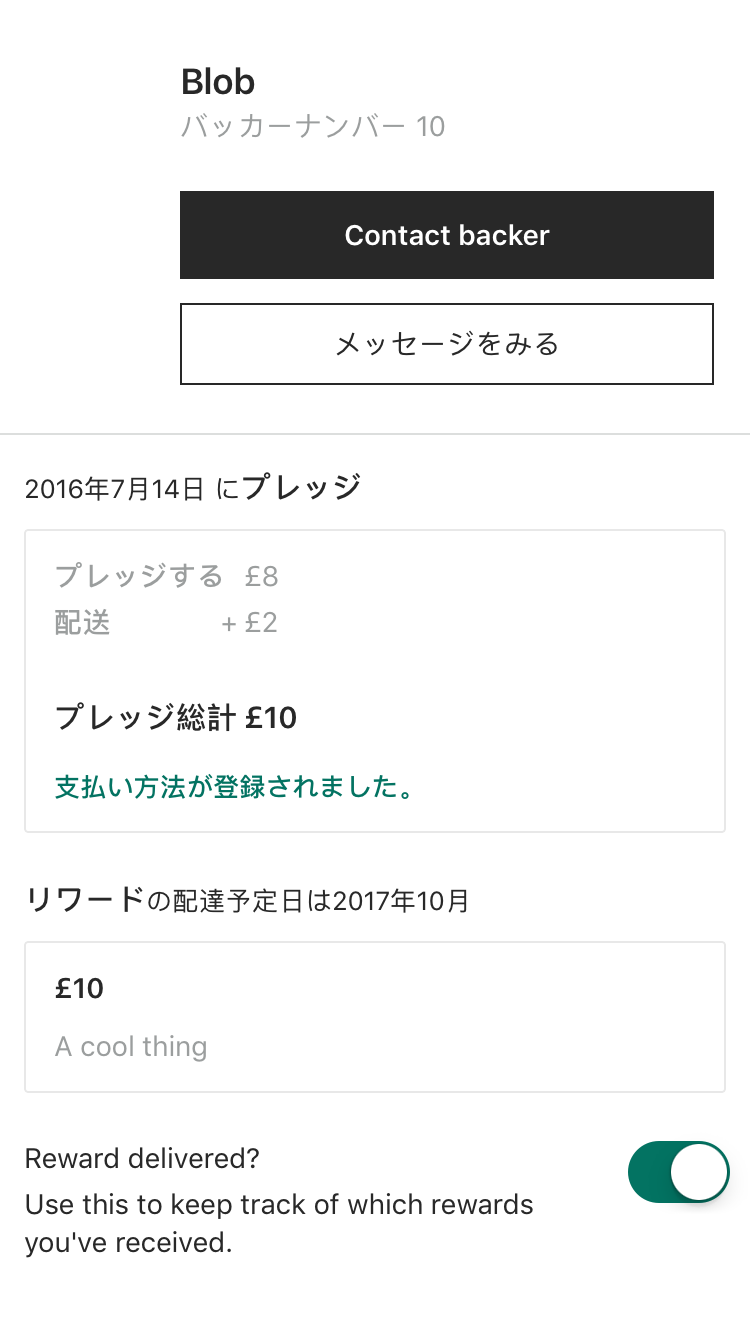 Blob
バッカーナンバー 10
Contact backer
メッセージをみる
2016年7月14日 にプレッジ
プレッジする £8
配送 + £2
プレッジ総計 £10
支払い方法が登録されました。
リワードの配達予定日は2017年10月
£10
A cool thing
Reward delivered?
Use this to keep track of which rewards
you've received.